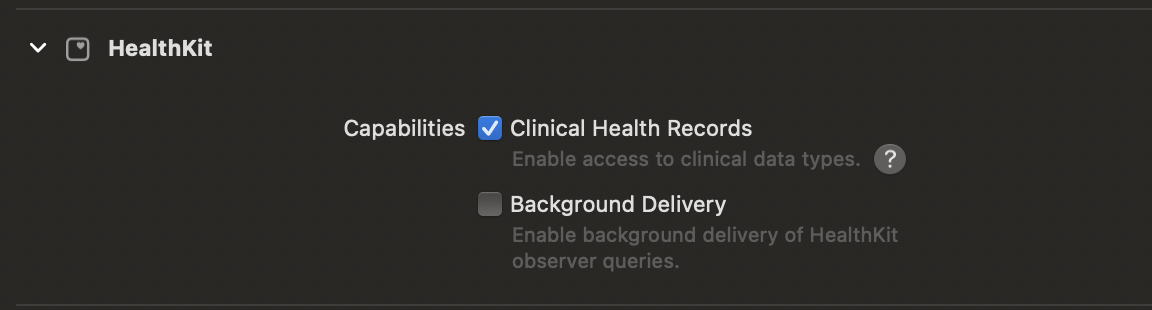 HealthKit
Capabilities Clinical Health Records
Enable access to clinical data types. ?
Background Delivery
Enable background delivery of HealthKit
observer queries.